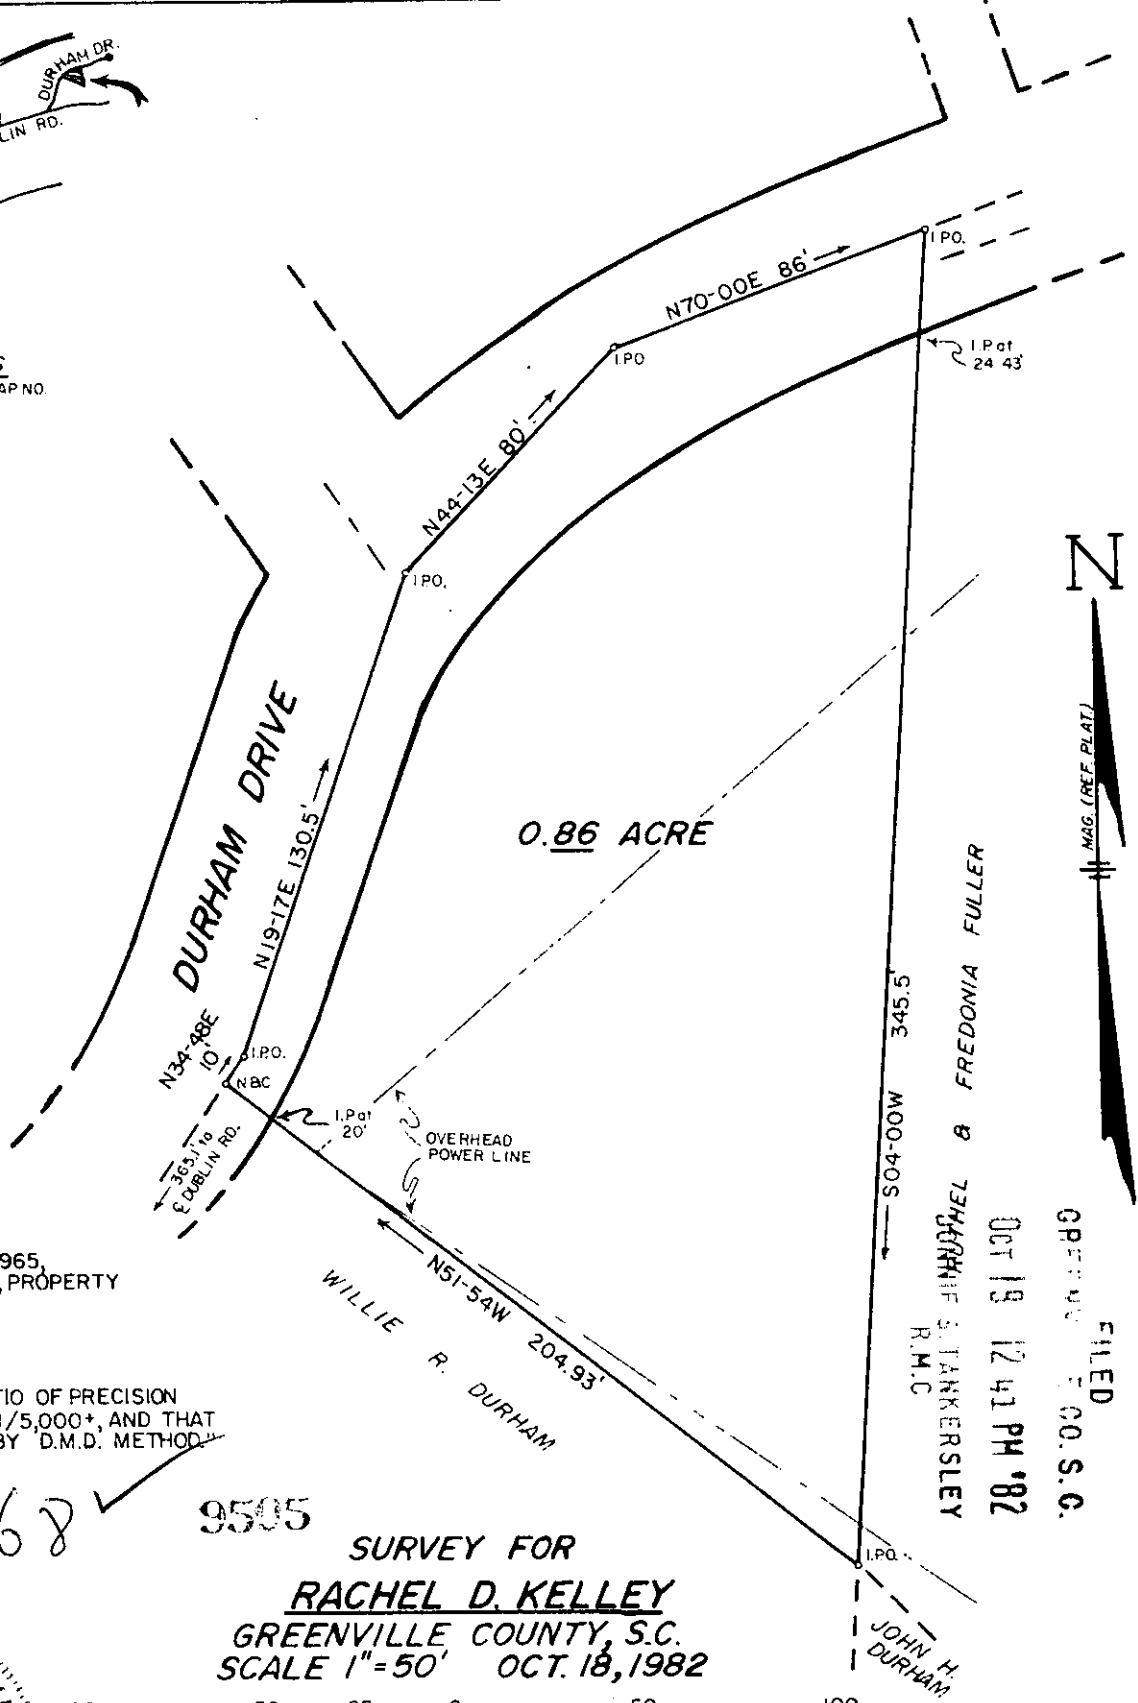 DURHAM DR.
LIN RD.
AP NO.
N70-00E 86'
I.PO.
I.P at
24 43'
I.PO
N44-13E 80'
I.PO.
N
MAG. (REF. PLAT.)
DURHAM DRIVE
N19-17E 130.5'
0.86 ACRE
345.5'
S04-00W
& FREDONIA FULLER
N34-48E
10'
I.PO.
N&C
I.P at
20'
365.1' to
℄ DUBLIN RD.
OVERHEAD
POWER LINE
N51-54W 204.93'
WILLIE R. DURHAM
FILED
CO. S. C.
OCT 19 12 41 PM '82
S. TANKERSLEY
R.M.C
965,
, PROPERTY
TIO OF PRECISION
1/5,000+, AND THAT
BY D.M.D. METHOD."
68
9505
I.PO.
JOHN H.
DURHAM
SURVEY FOR
RACHEL D. KELLEY
GREENVILLE COUNTY, S.C.
SCALE 1"=50' OCT. 18, 1982